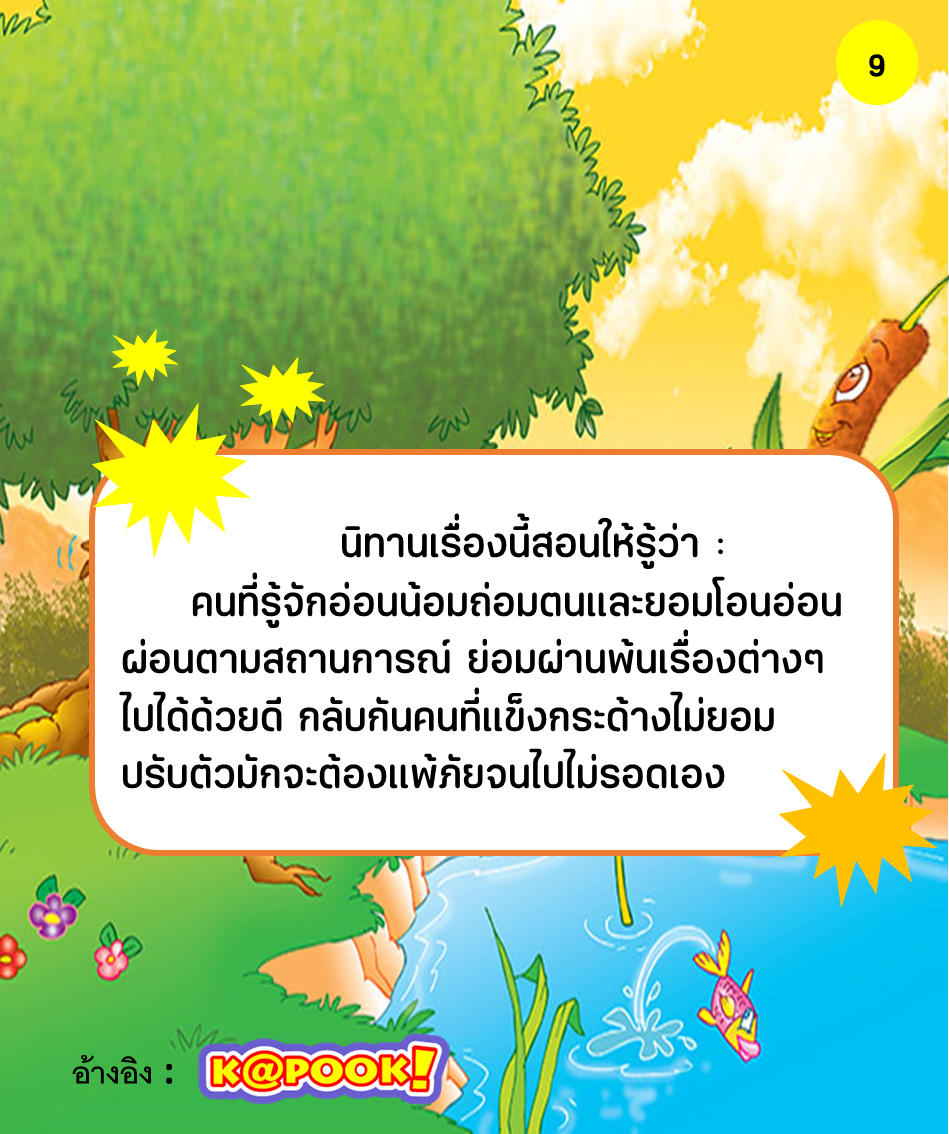 9
นิทานเรื่องนี้สอนให้รู้ว่า :
คนที่รู้จักอ่อนน้อมถ่อมตนและยอมโอนอ่อน
ผ่อนตามสถานการณ์ ย่อมผ่านพ้นเรื่องต่างๆ
ไปได้ด้วยดี กลับกันคนที่แข็งกระด้างไม่ยอม
ปรับตัวมักจะต้องแพ้ภัยจนไปไม่รอดเอง
อ้างอิง : K@POOK!